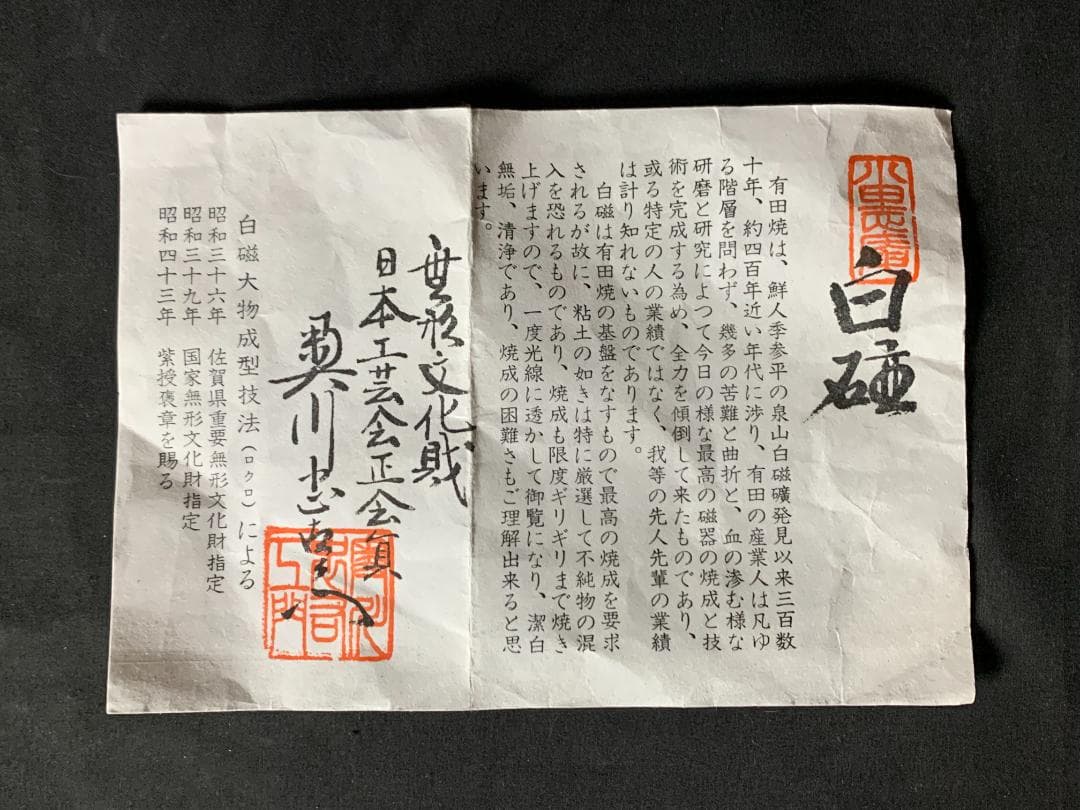 白磁
有田焼は、鮮人季参平の泉山白磁礦発見以来三百数
十年、約四百年近い年代に渉り、有田の産業人は凡ゆ
る階層を問わず、幾多の苦難と曲折と、血の滲む様な
研磨と研究によつて今日の様な最高の磁器の焼成と技
術を完成する為め、全力を傾倒して来たものであり、
或る特定の人の業績ではなく、我等の先人先輩の業績
は計り知れないものであります。
白磁は有田焼の基盤をなすもので最高の焼成を要求
されるが故に、粘土の如きは特に厳選して不純物の混
入を恐れるものであり、焼成も限度ギリギリまで焼き
上げますので、一度光線に透かして御覧になり、潔白
無垢、清浄であり、焼成の困難さもご理解出来ると思
います。
無形文化財
日本工芸会正会員
奥川忠右エ門
白磁大物成型技法(ロクロ)による
昭和三十六年 佐賀県重要無形文化財指定
昭和三十九年 国家無形文化財指定
昭和四十三年 紫授褒章を賜る